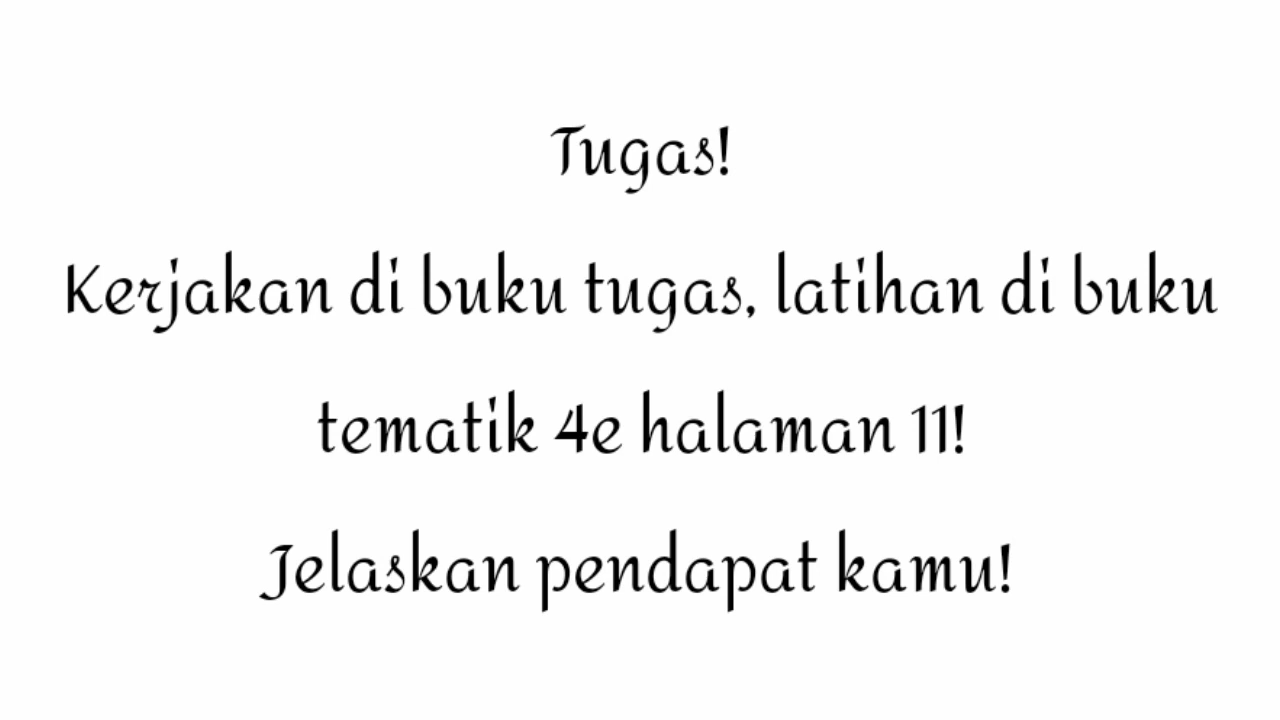 Tugas!
Kerjakan di buku tugas, latihan di buku
tematik 4e halaman 11!
Jelaskan pendapat kamu!